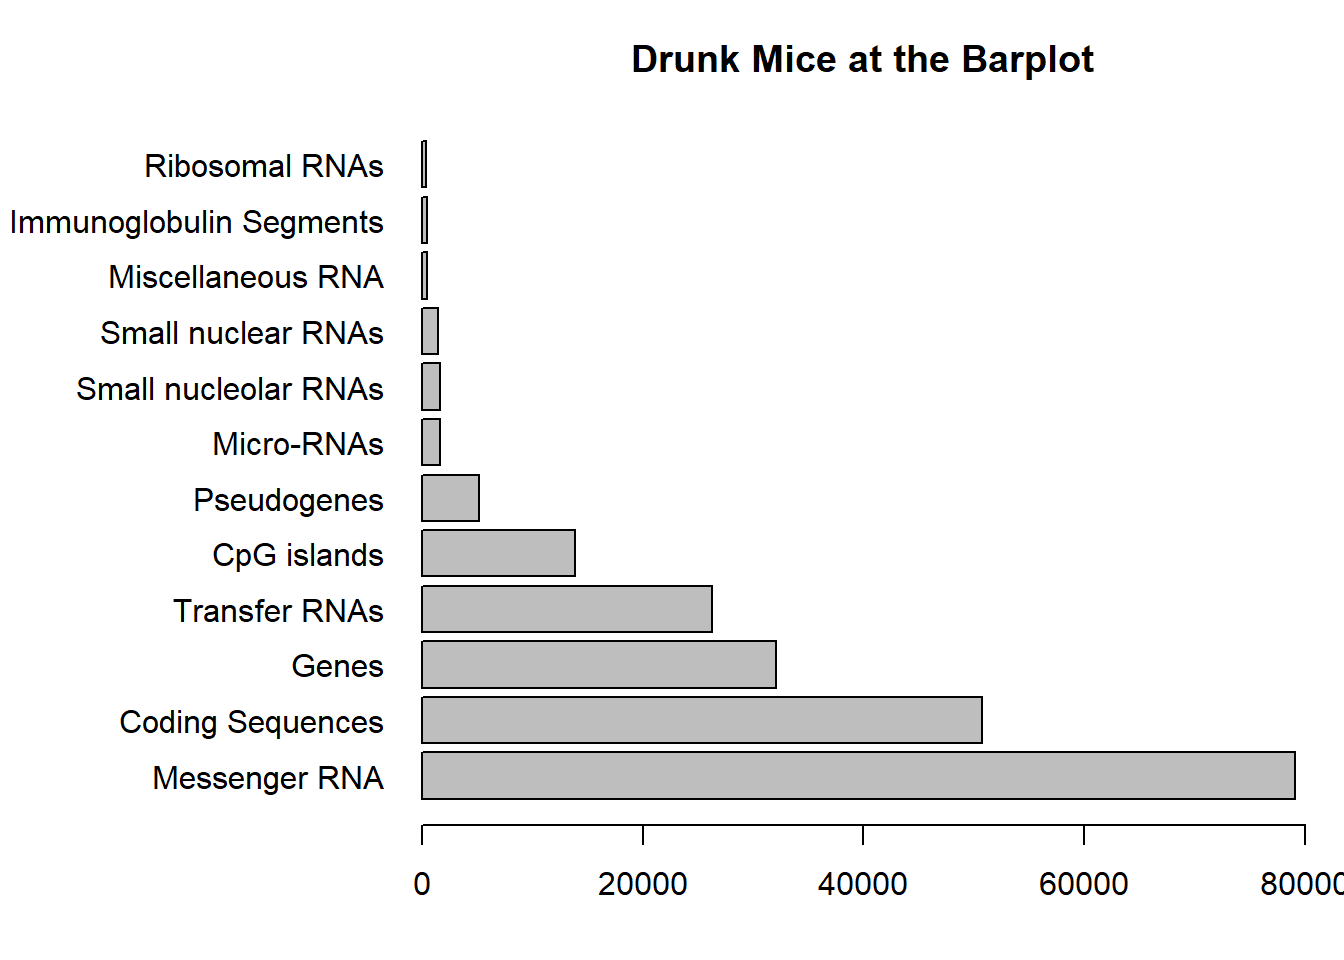 Drunk Mice at the Barplot
Ribosomal RNAs
Immunoglobulin Segments
Miscellaneous RNA
Small nuclear RNAs
Small nucleolar RNAs
Micro-RNAs
Pseudogenes
CpG islands
Transfer RNAs
Genes
Coding Sequences
Messenger RNA
0 20000 40000 60000 80000